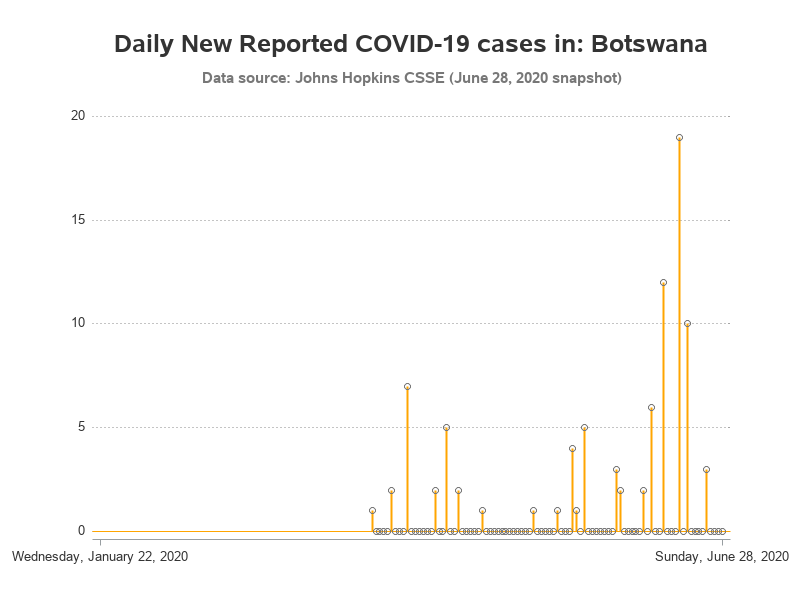 Daily New Reported COVID-19 cases in: Botswana
Data source: Johns Hopkins CSSE (June 28, 2020 snapshot)
20
15
10
5
0
Wednesday, January 22, 2020
Sunday, June 28, 2020